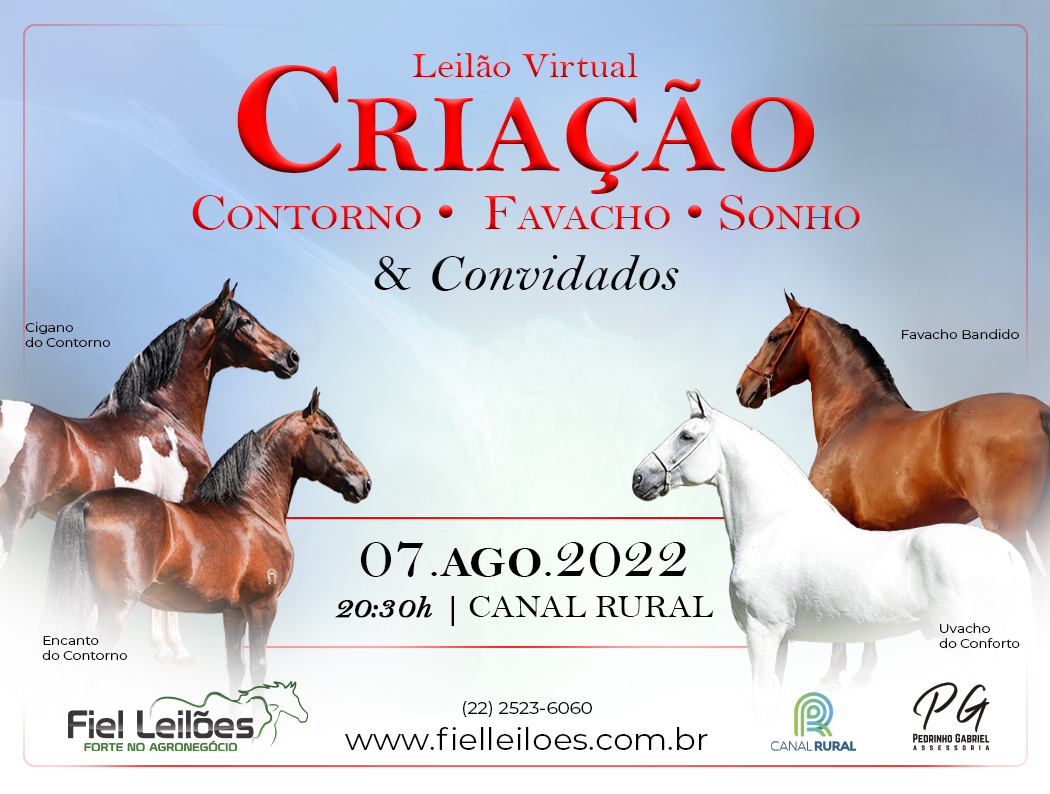 Leilão Virtual
CRIAÇÃO
CONTORNO • FAVACHO • SONHO
& Convidados
Cigano
do Contorno
Favacho Bandido
07.AGO.2022
20:30h | CANAL RURAL
Encanto
do Contorno
Uvacho
do Conforto
Fiel Leilões
FORTE NO AGRONEGÓCIO
(22) 2523-6060
www.fielleiloes.com.br
CANAL RURAL
PG
PEDRINHO GABRIEL
ASSESSORIA